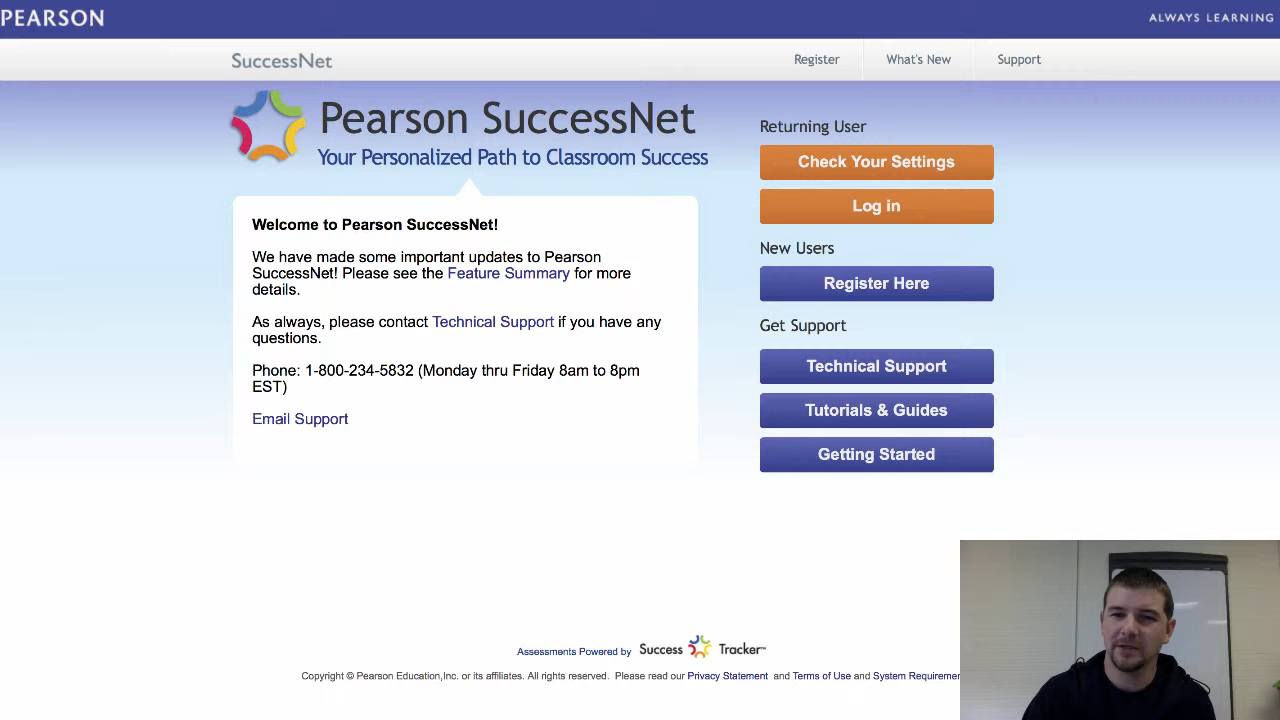 PEARSON
ALWAYS LEARNING
SuccessNet
Register
What's New
Support
Pearson SuccessNet
Your Personalized Path to Classroom Success
Welcome to Pearson SuccessNet!
We have made some important updates to Pearson
SuccessNet! Please see the Feature Summary for more
details.
As always, please contact Technical Support if you have any
questions.
Phone: 1-800-234-5832 (Monday thru Friday 8am to 8pm
EST)
Email Support
Returning User
Check Your Settings
Log in
New Users
Register Here
Get Support
Technical Support
Tutorials & Guides
Getting Started
Assessments Powered by Success Tracker™
Copyright © Pearson Education,Inc. or its affiliates. All rights reserved. Please read our Privacy Statement and Terms of Use and System Requiremen